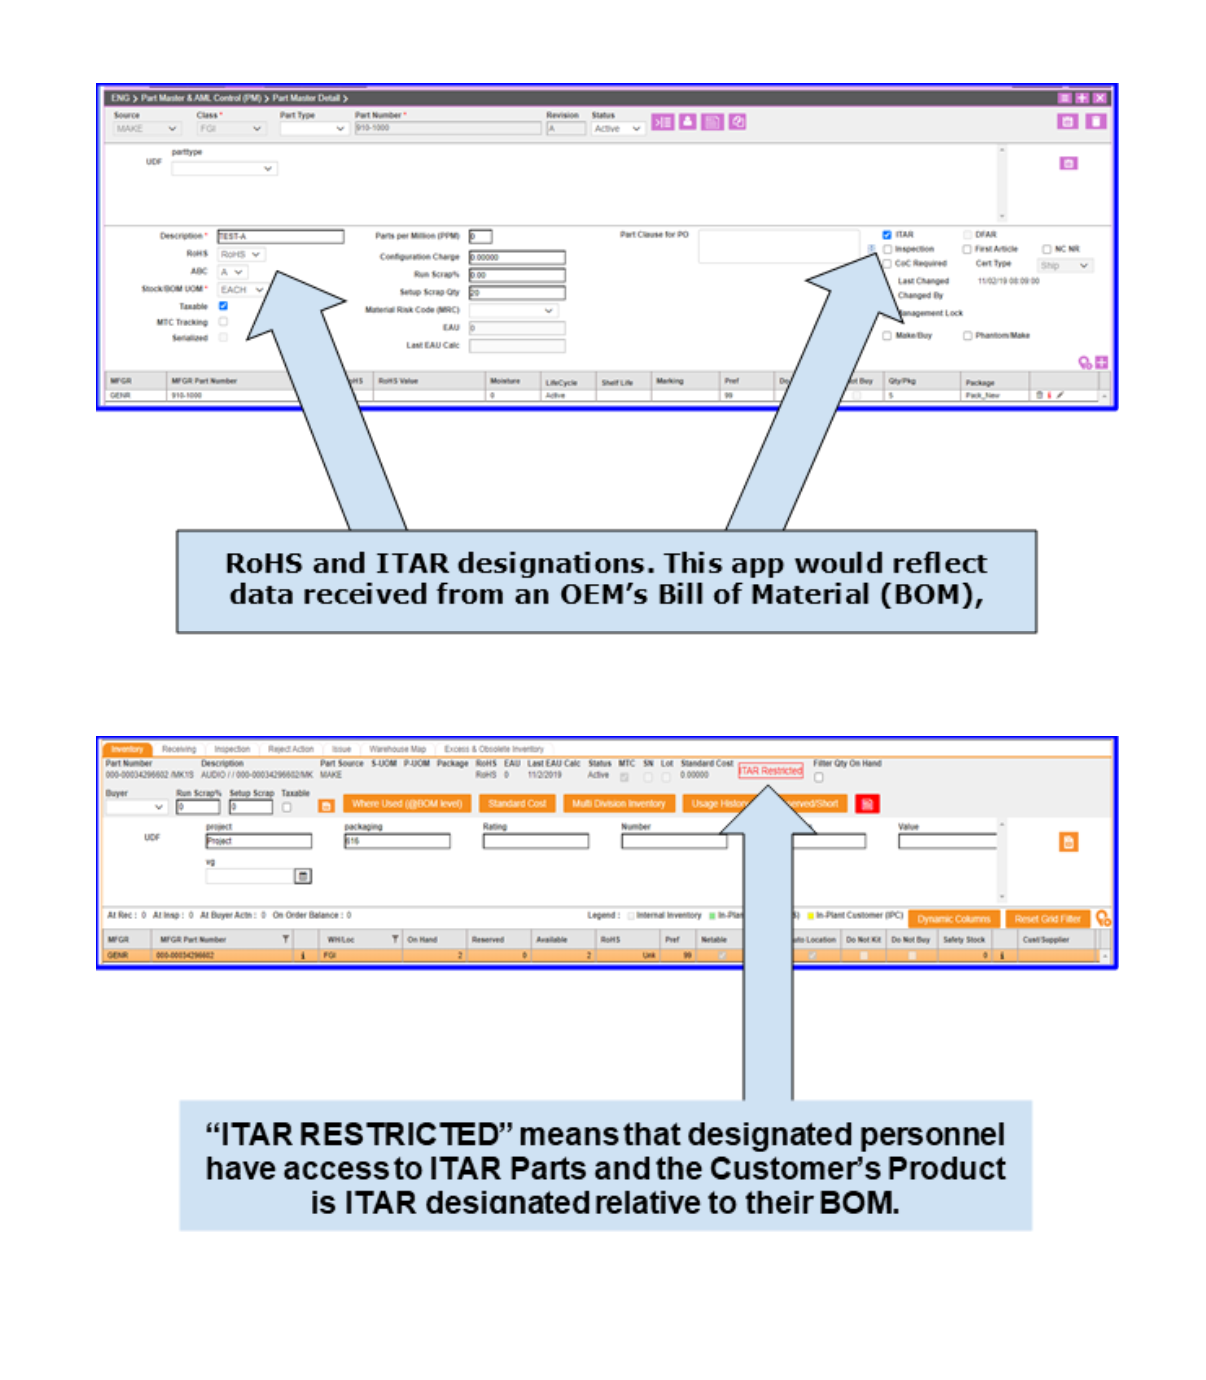 ENG > Part Master & AML Control (PM) > Part Master Detail >
Source Class * Part Type Part Number * Revision Status
MAKE FGI 910-1000 A Active
parttype
UDF
Description * TEST-A Parts per Million (PPM) 0 Part Clause for PO ITAR DFAR
RoHS RoHS Configuration Charge 0.00000 Inspection First Article NC NR
ABC A Run Scrap% 0.00 CoC Required Cert Type Ship
Stock/BOM UOM * EACH Setup Scrap Qty 20 Last Changed 11/02/19 08:09:00
Taxable Material Risk Code (MRC) Changed By
MTC Tracking EAU 0 Management Lock
Serialized Last EAU Calc Make/Buy Phantom/Make
MFGR MFGR Part Number RoHS Value Moisture LifeCycle Shelf Life Marking Pref Buy Qty/Pkg Package
GENR 910-1000 0 Active 99 5 Pack_New
RoHS and ITAR designations. This app would reflect
data received from an OEM’s Bill of Material (BOM),
Inventory Receiving Inspection Reject Action Issue Warehouse Map Excess & Obsolete Inventory
Part Number Description Part Source S-UOM P-UOM Package RoHS EAU Last EAU Calc Status MTC SN Lot Standard Cost ITAR Restricted Filter Qty On Hand
000-00034296602 /MK1S AUDIO / / 000-00034296602/MK MAKE RoHS 0 11/2/2019 Active 0.00000
Buyer Run Scrap% Setup Scrap Taxable
0 0 Where Used (@BOM level) Standard Cost Multi Division Inventory Usage History
UDF project packaging Rating Number Value
Project 616
vg
At Rec : 0 At Insp : 0 At Buyer Actn : 0 On Order Balance : 0 Legend : Internal Inventory In-Plant Customer (IPC) Dynamic Columns Reset Grid Filter
MFGR MFGR Part Number WH/Loc On Hand Reserved Available RoHS Pref Netable Auto Location Do Not Kit Do Not Buy Safety Stock Cust/Supplier
GENR 000-00034296602 FGI 2 0 2 Unk 99 0
“ITAR RESTRICTED” means that designated personnel
have access to ITAR Parts and the Customer’s Product
is ITAR designated relative to their BOM.